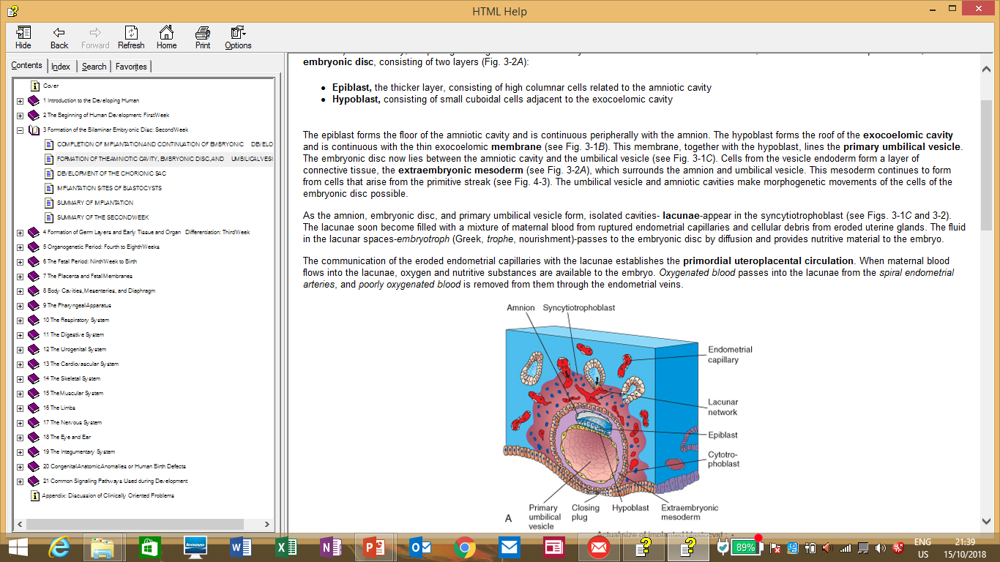 HTML Help
Hide Back Forward Refresh Home Print Options
Contents Index Search Favorites
Cover
1 Introduction to the Developing Human
2 The Beginning of Human Development: FirstWeek
3 Formation of the Bilaminar Embryonic Disc: SecondWeek
COMPLETION OF IMPLANTATION AND CONTINUATION OF EMBRYONIC DEVELO
FORMATION OF THE AMNIOTIC CAVITY, EMBRYONIC DISC, AND UMBILICAL VESI
DEVELOPMENT OF THE CHORIONIC SAC
IMPLANTATION SITES OF BLASTOCYSTS
SUMMARY OF IMPLANTATION
SUMMARY OF THE SECOND WEEK
4 Formation of Germ Layers and Early Tissue and Organ Differentiation: ThirdWeek
5 Organogenetic Period: Fourth to EighthWeeks
6 The Fetal Period: NinthWeek to Birth
7 The Placenta and Fetal Membranes
8 Body Cavities, Mesenteries, and Diaphragm
9 The Pharyngeal Apparatus
10 The Respiratory System
11 The Digestive System
12 The Urogenital System
13 The Cardiovascular System
14 The Skeletal System
15 The Muscular System
16 The Limbs
17 The Nervous System
18 The Eye and Ear
19 The Integumentary System
20 Congenital Anatomic Anomalies or Human Birth Defects
21 Common Signaling Pathways Used during Development
Appendix: Discussion of Clinically Oriented Problems
embryonic disc, consisting of two layers (Fig. 3-2A):
• Epiblast, the thicker layer, consisting of high columnar cells related to the amniotic cavity
• Hypoblast, consisting of small cuboidal cells adjacent to the exocoelomic cavity
The epiblast forms the floor of the amniotic cavity and is continuous peripherally with the amnion. The hypoblast forms the roof of the exocoelomic cavity
and is continuous with the thin exocoelomic membrane (see Fig. 3-1B). This membrane, together with the hypoblast, lines the primary umbilical vesicle.
The embryonic disc now lies between the amniotic cavity and the umbilical vesicle (see Fig. 3-1C). Cells from the vesicle endoderm form a layer of
connective tissue, the extraembryonic mesoderm (see Fig. 3-2A), which surrounds the amnion and umbilical vesicle. This mesoderm continues to form
from cells that arise from the primitive streak (see Fig. 4-3). The umbilical vesicle and amniotic cavities make morphogenetic movements of the cells of the
embryonic disc possible.
As the amnion, embryonic disc, and primary umbilical vesicle form, isolated cavities- lacunae-appear in the syncytiotrophoblast (see Figs. 3-1C and 3-2).
The lacunae soon become filled with a mixture of maternal blood from ruptured endometrial capillaries and cellular debris from eroded uterine glands. The fluid
in the lacunar spaces-embryotroph (Greek, trophe, nourishment)-passes to the embryonic disc by diffusion and provides nutritive material to the embryo.
The communication of the eroded endometrial capillaries with the lacunae establishes the primordial uteroplacental circulation. When maternal blood
flows into the lacunae, oxygen and nutritive substances are available to the embryo. Oxygenated blood passes into the lacunae from the spiral endometrial
arteries, and poorly oxygenated blood is removed from them through the endometrial veins.
Amnion Syncytiotrophoblast
Endometrial
capillary
Lacunar
network
Epiblast
Cytotro-
phoblast
Primary
umbilical
vesicle
Closing
plug
Hypoblast
Extraembryonic
mesoderm
A
lenovo
89%
ENG
US
21:39
15/10/2018